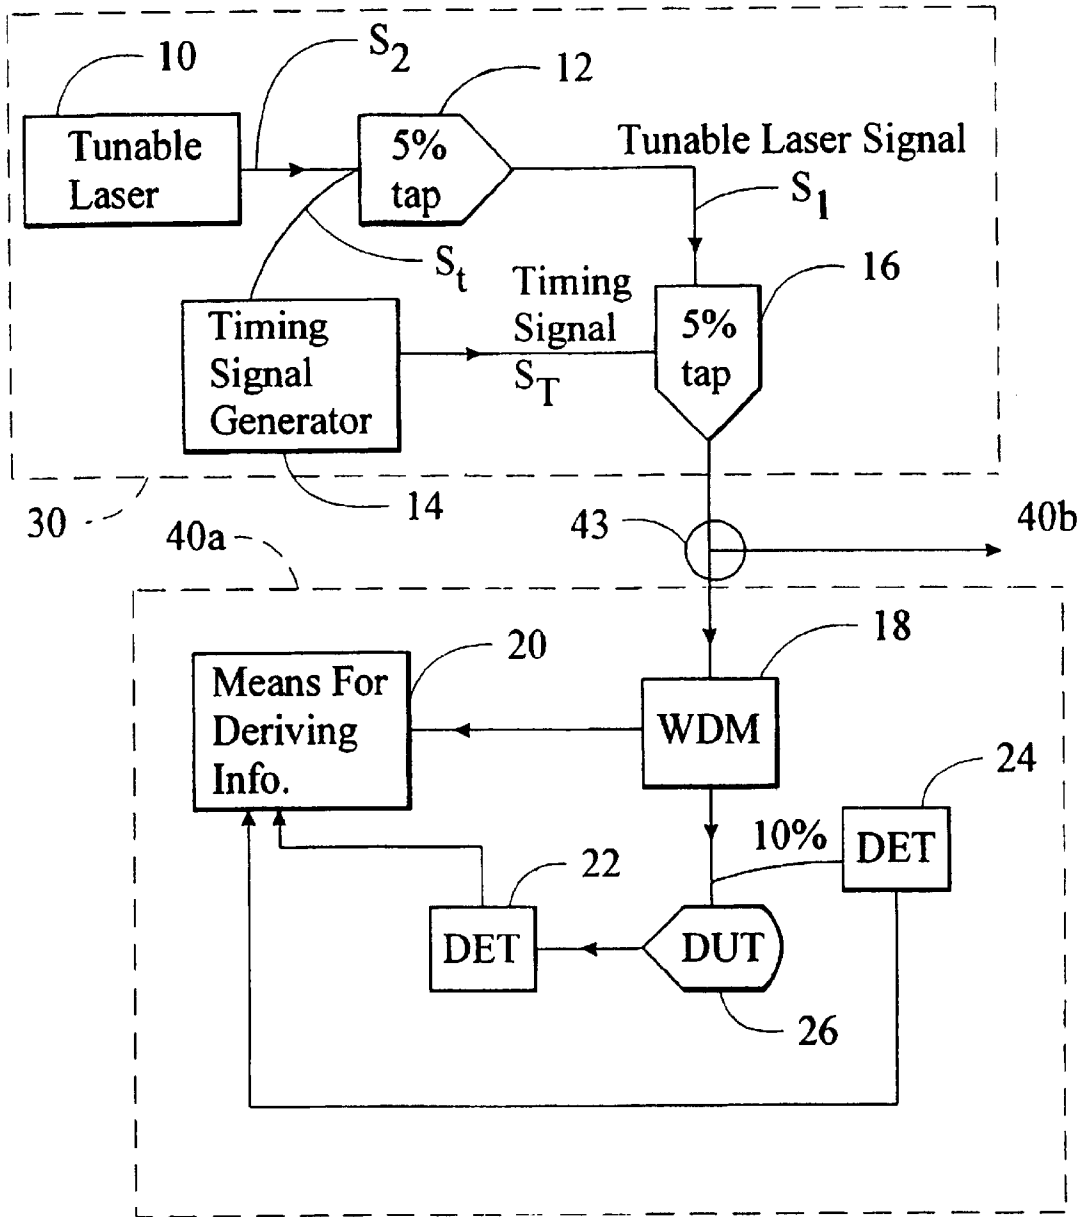 10
S2
12
Tunable
Laser
5%
tap
Tunable Laser Signal
S1
St
16
Timing
Signal
ST
5%
tap
Timing
Signal
Generator
14
30
43
40b
40a
18
20
Means For
Deriving
Info.
WDM
24
10%
DET
22
DET
DUT
26